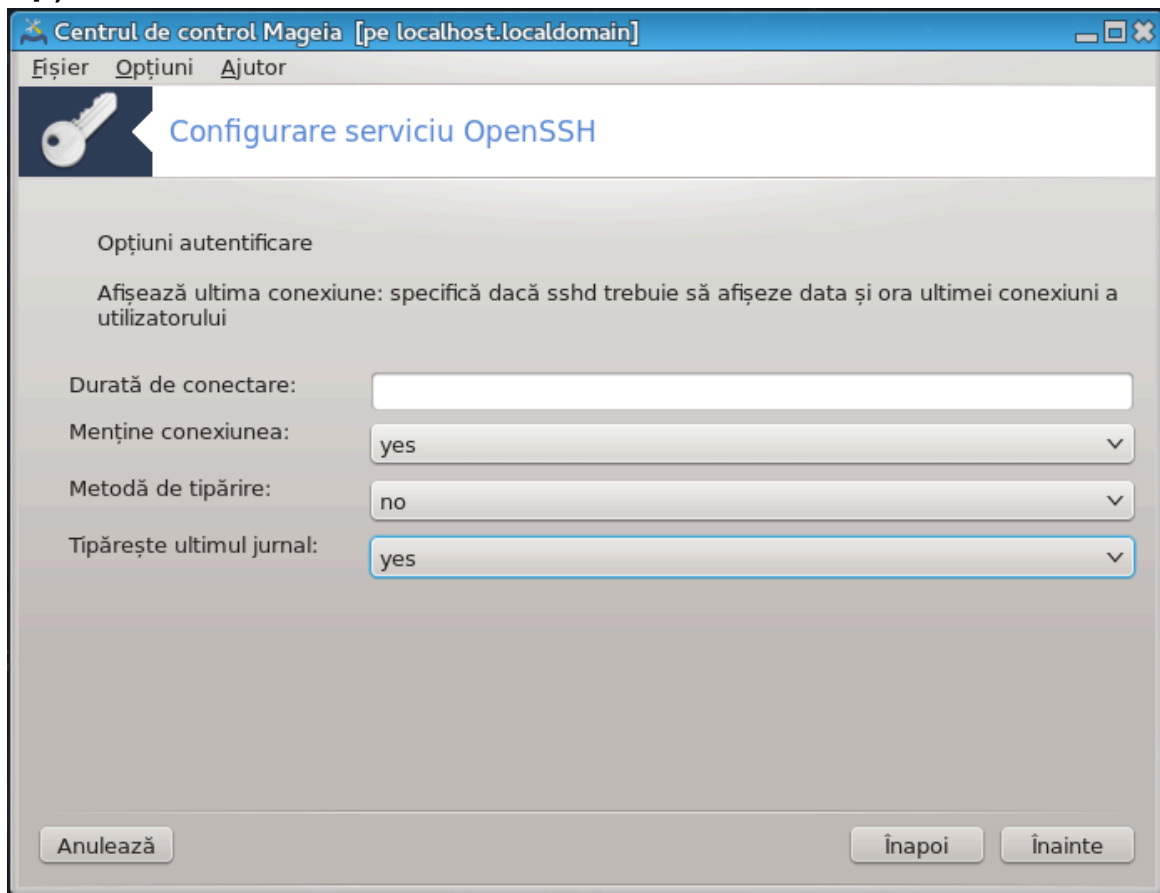 Centrul de control Mageia [pe localhost.localdomain]
Fișier Opțiuni Ajutor
Configurare serviciu OpenSSH
Opțiuni autentificare
Afișează ultima conexiune: specifică dacă sshd trebuie să afișeze data și ora ultimei conexiuni a
utilizatorului
Durată de conectare:
Menține conexiunea: yes
Metodă de tipărire: no
Tipărește ultimul jurnal: yes
Anulează Înapoi Înainte